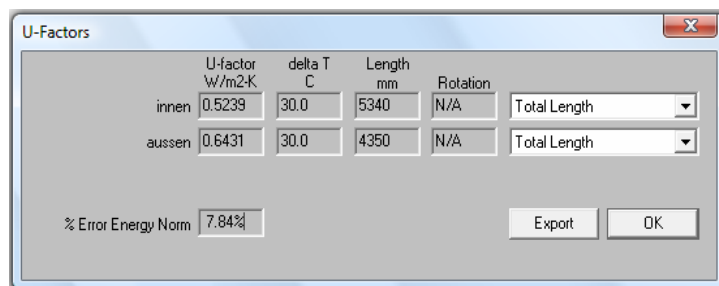 U-Factors
U-factor delta T Length
W/m2-K C mm Rotation
innen 0.5239 30.0 5340 N/A Total Length
aussen 0.6431 30.0 4350 N/A Total Length
% Error Energy Norm 7.84% Export OK